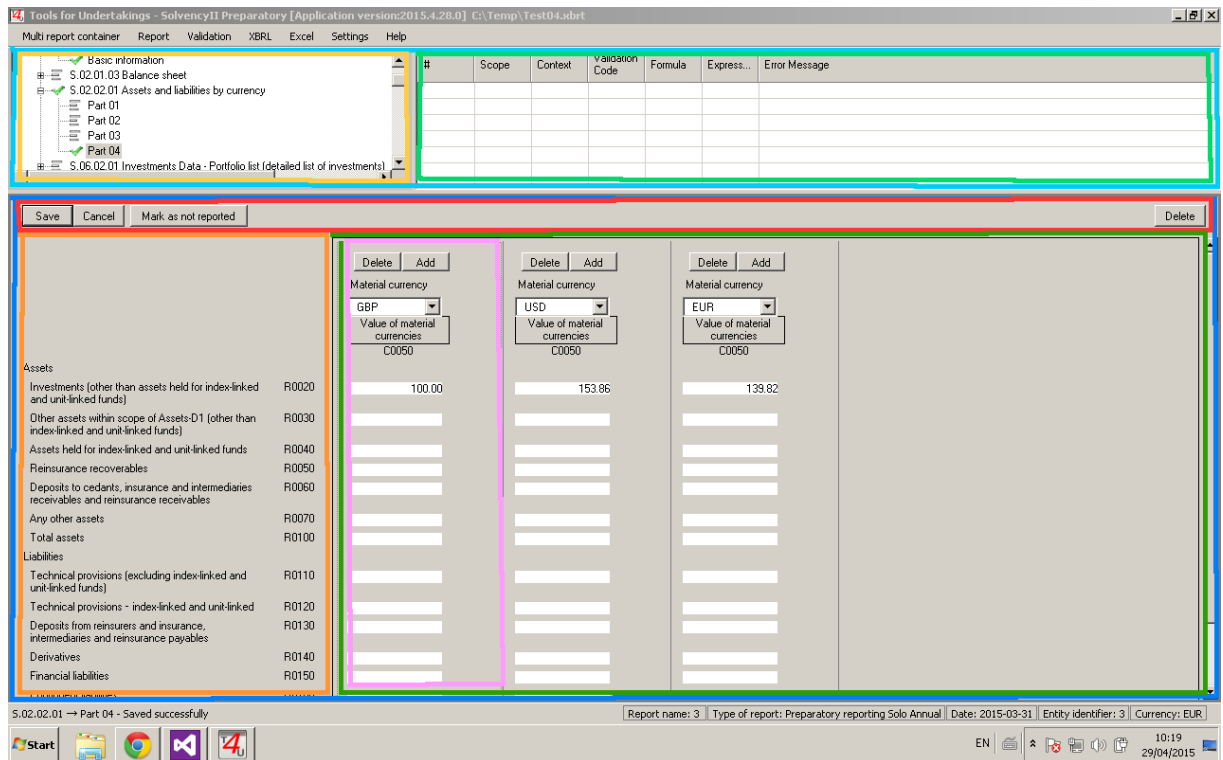 Tools for Undertakings - SolvencyII Preparatory [Application version:2015.4.28.0] C:\Temp\Test04.xbrt
Multi report container Report Validation XBRL Excel Settings Help
Basic information
S.02.01.03 Balance sheet
S.02.02.01 Assets and liabilities by currency
Part 01
Part 02
Part 03
Part 04
S.06.02.01 Investments Data - Portfolio list (detailed list of investments)
# Scope Context Validation Code Formula Express... Error Message
Save Cancel Mark as not reported Delete
Delete Add Delete Add Delete Add
Material currency Material currency Material currency
GBP USD EUR
Value of material Value of material Value of material
currencies currencies currencies
C0050 C0050 C0050
Assets
Investments (other than assets held for index-linked R0020 100.00 153.86 139.82
and unit-linked funds)
Other assets within scope of Assets-D1 (other than R0030
index-linked and unit-linked funds)
Assets held for index-linked and unit-linked funds R0040
Reinsurance recoverables R0050
Deposits to cedants, insurance and intermediaries R0060
receivables and reinsurance receivables
Any other assets R0070
Total assets R0100
Liabilities
Technical provisions (excluding index-linked and R0110
unit-linked funds)
Technical provisions - index-linked and unit-linked R0120
Deposits from reinsurers and insurance, R0130
intermediaries and reinsurance payables
Derivatives R0140
Financial liabilities R0150
S.02.02.01 → Part 04 - Saved successfully Report name: 3 Type of report: Preparatory reporting Solo Annual Date: 2015-03-31 Entity identifier: 3 Currency: EUR
Start T4U EN 10:19
29/04/2015